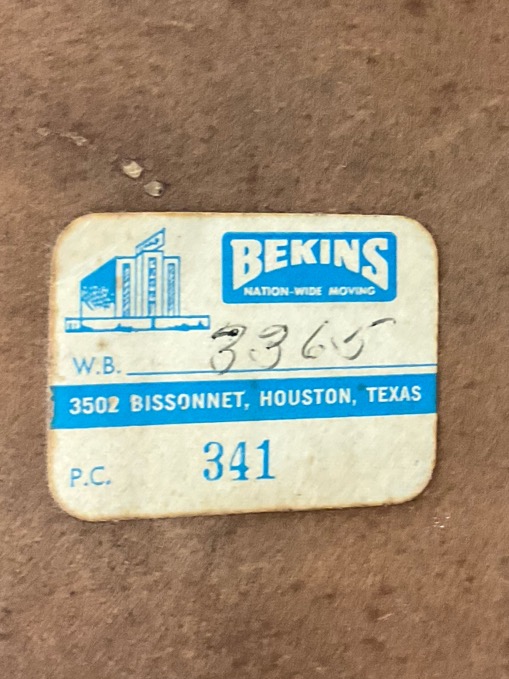 BEKINS
NATION-WIDE MOVING
W.B. 3365
3502 BISSONNET, HOUSTON, TEXAS
P.C. 341